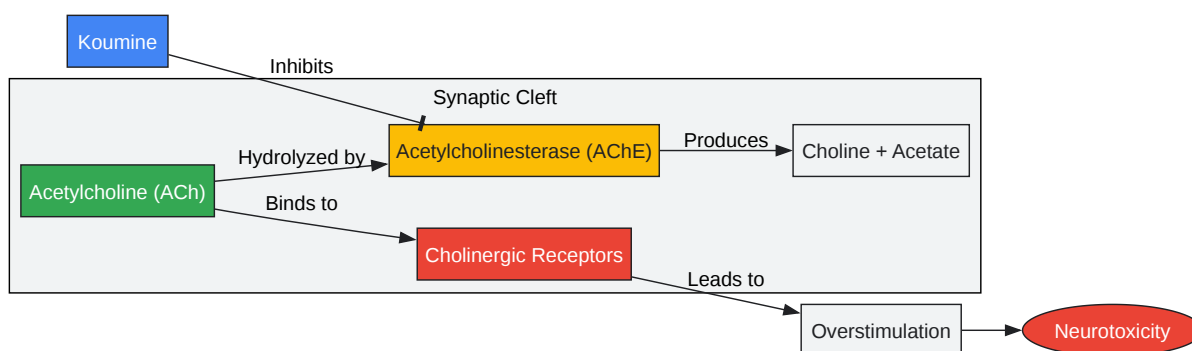 Koumine
Inhibits
Synaptic Cleft
Acetylcholinesterase (AChE)
Produces
Choline + Acetate
Hydrolyzed by
Acetylcholine (ACh)
Binds to
Cholinergic Receptors
Leads to
Overstimulation
Neurotoxicity